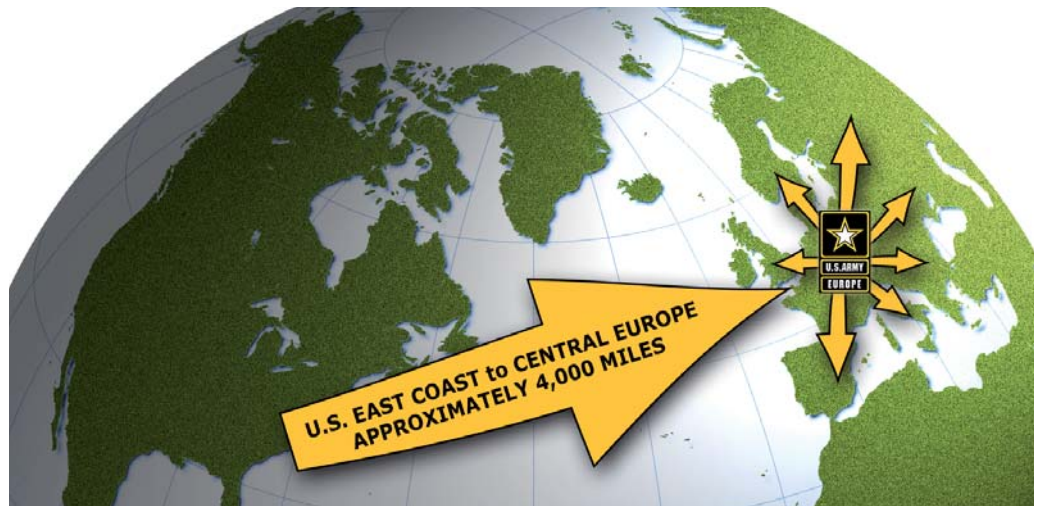 U.S. ARMY
EUROPE
U.S. EAST COAST to CENTRAL EUROPE
APPROXIMATELY 4,000 MILES